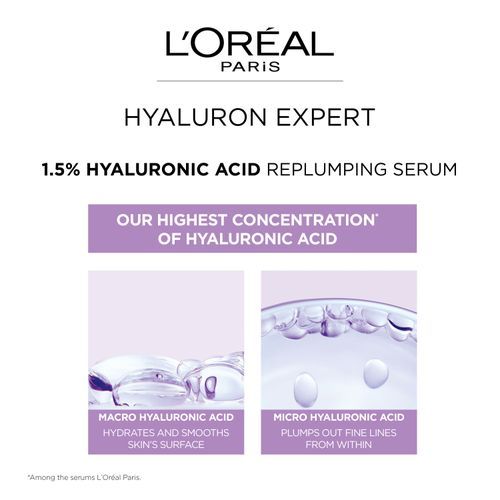 L'ORÉAL
PARiS
HYALURON EXPERT
1.5% HYALURONIC ACID REPLUMPING SERUM
OUR HIGHEST CONCENTRATION*
OF HYALURONIC ACID
MACRO HYALURONIC ACID
HYDRATES AND SMOOTHS
SKIN'S SURFACE
MICRO HYALURONIC ACID
PLUMPS OUT FINE LINES
FROM WITHIN
*Among the serums L'Oréal Paris.